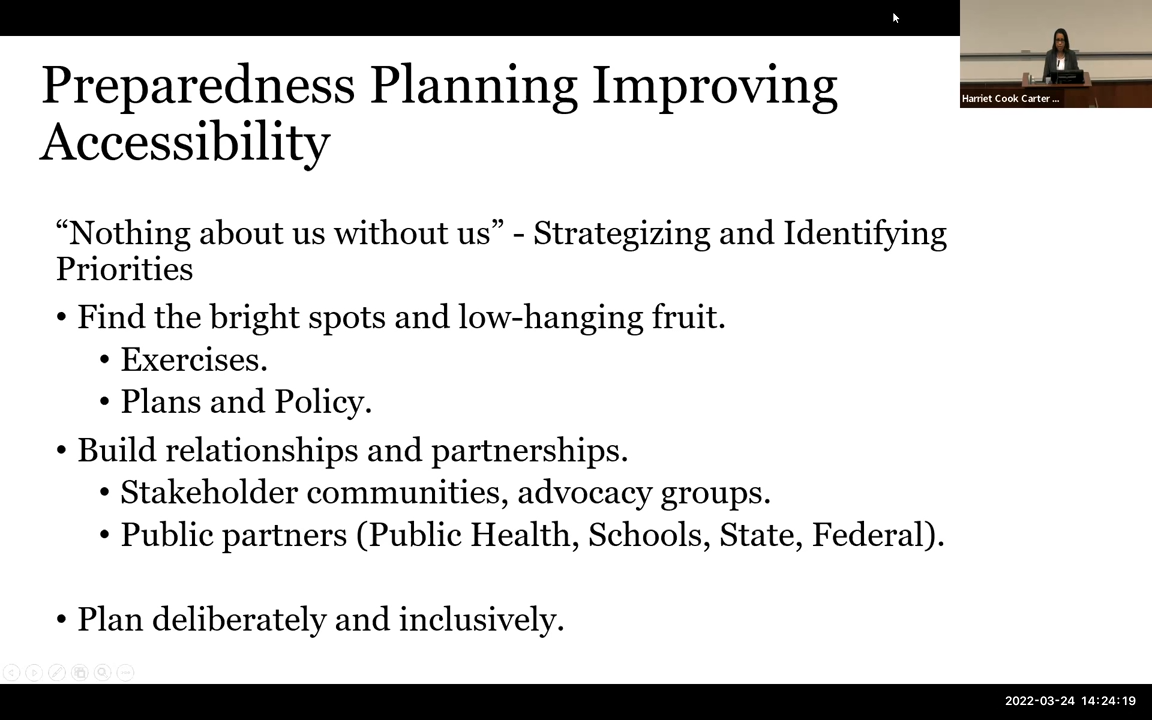 Preparedness Planning Improving
Accessibility
“Nothing about us without us” - Strategizing and Identifying
Priorities
• Find the bright spots and low-hanging fruit.
• Exercises.
• Plans and Policy.
• Build relationships and partnerships.
• Stakeholder communities, advocacy groups.
• Public partners (Public Health, Schools, State, Federal).
• Plan deliberately and inclusively.
Harriet Cook Carter ...
2022-03-24 14:24:19